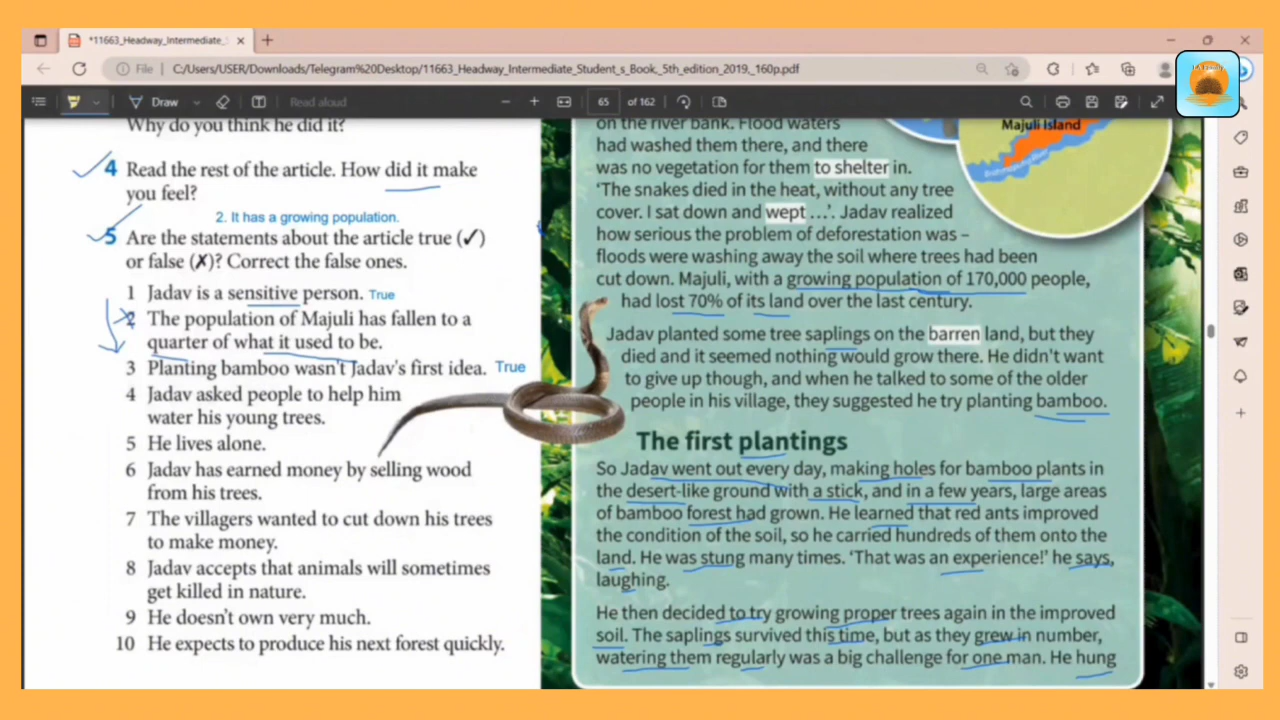 *11663_Headway_Intermediate_
File
C:/Users/USER/Downloads/Telegram%20Desktop/11663_Headway_Intermediate_Student_s_Book,_5th_edition_2019,_160p.pdf
Draw
Read aloud
65
of 162
Why do you think he did it?
4 Read the rest of the article. How did it make
you feel?
2. It has a growing population.
5 Are the statements about the article true (✓)
or false (✗)? Correct the false ones.
1 Jadav is a sensitive person. True
2 The population of Majuli has fallen to a
quarter of what it used to be.
3 Planting bamboo wasn't Jadav's first idea. True
4 Jadav asked people to help him
water his young trees.
5 He lives alone.
6 Jadav has earned money by selling wood
from his trees.
7 The villagers wanted to cut down his trees
to make money.
8 Jadav accepts that animals will sometimes
get killed in nature.
9 He doesn't own very much.
10 He expects to produce his next forest quickly.
Majuli Island
on the river bank. Flood waters
had washed them there, and there
was no vegetation for them to shelter in.
'The snakes died in the heat, without any tree
cover. I sat down and wept …'. Jadav realized
how serious the problem of deforestation was –
floods were washing away the soil where trees had been
cut down. Majuli, with a growing population of 170,000 people,
had lost 70% of its land over the last century.
Jadav planted some tree saplings on the barren land, but they
died and it seemed nothing would grow there. He didn't want
to give up though, and when he talked to some of the older
people in his village, they suggested he try planting bamboo.
The first plantings
So Jadav went out every day, making holes for bamboo plants in
the desert-like ground with a stick, and in a few years, large areas
of bamboo forest had grown. He learned that red ants improved
the condition of the soil, so he carried hundreds of them onto the
land. He was stung many times. 'That was an experience!' he says,
laughing.
He then decided to try growing proper trees again in the improved
soil. The saplings survived this time, but as they grew in number,
watering them regularly was a big challenge for one man. He hung